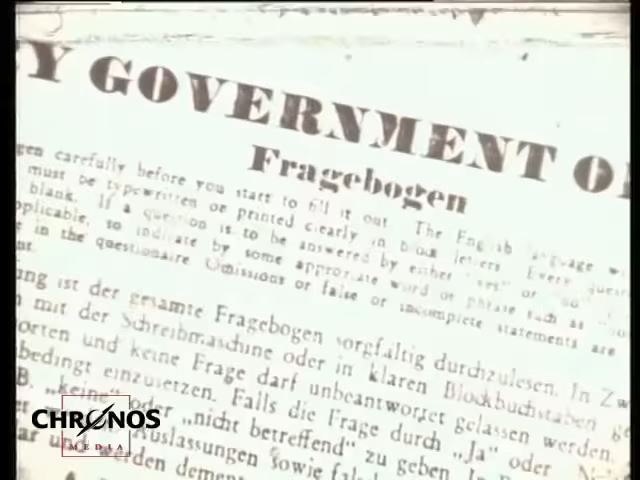 Y GOVERNMENT O
Fragebogen
gen carefully before you start to fill it out The English language w
must be typewritten or printed clearly in block letters Every quest
blank. If a question is to be answered by either "yes" or "no"
pplicable, so indicate by some appropriate word or phrase such as
e in the questionaire Omissions or false or incomplete statements are
nt.
ung ist der gesamte Fragebogen sorgfältig durchzulesen. In Zw
n mit der Schreibmaschine oder in klaren Blockbuchstaben ge
orten und keine Frage darf unbeantwortet gelassen werden.
bedingt einzusetzen. Falls die Frage durch „Ja" oder
B. „keine" oder „nicht betreffend" zu geben.
Auslassungen sowie
werden
CHRONOS
MEDIA